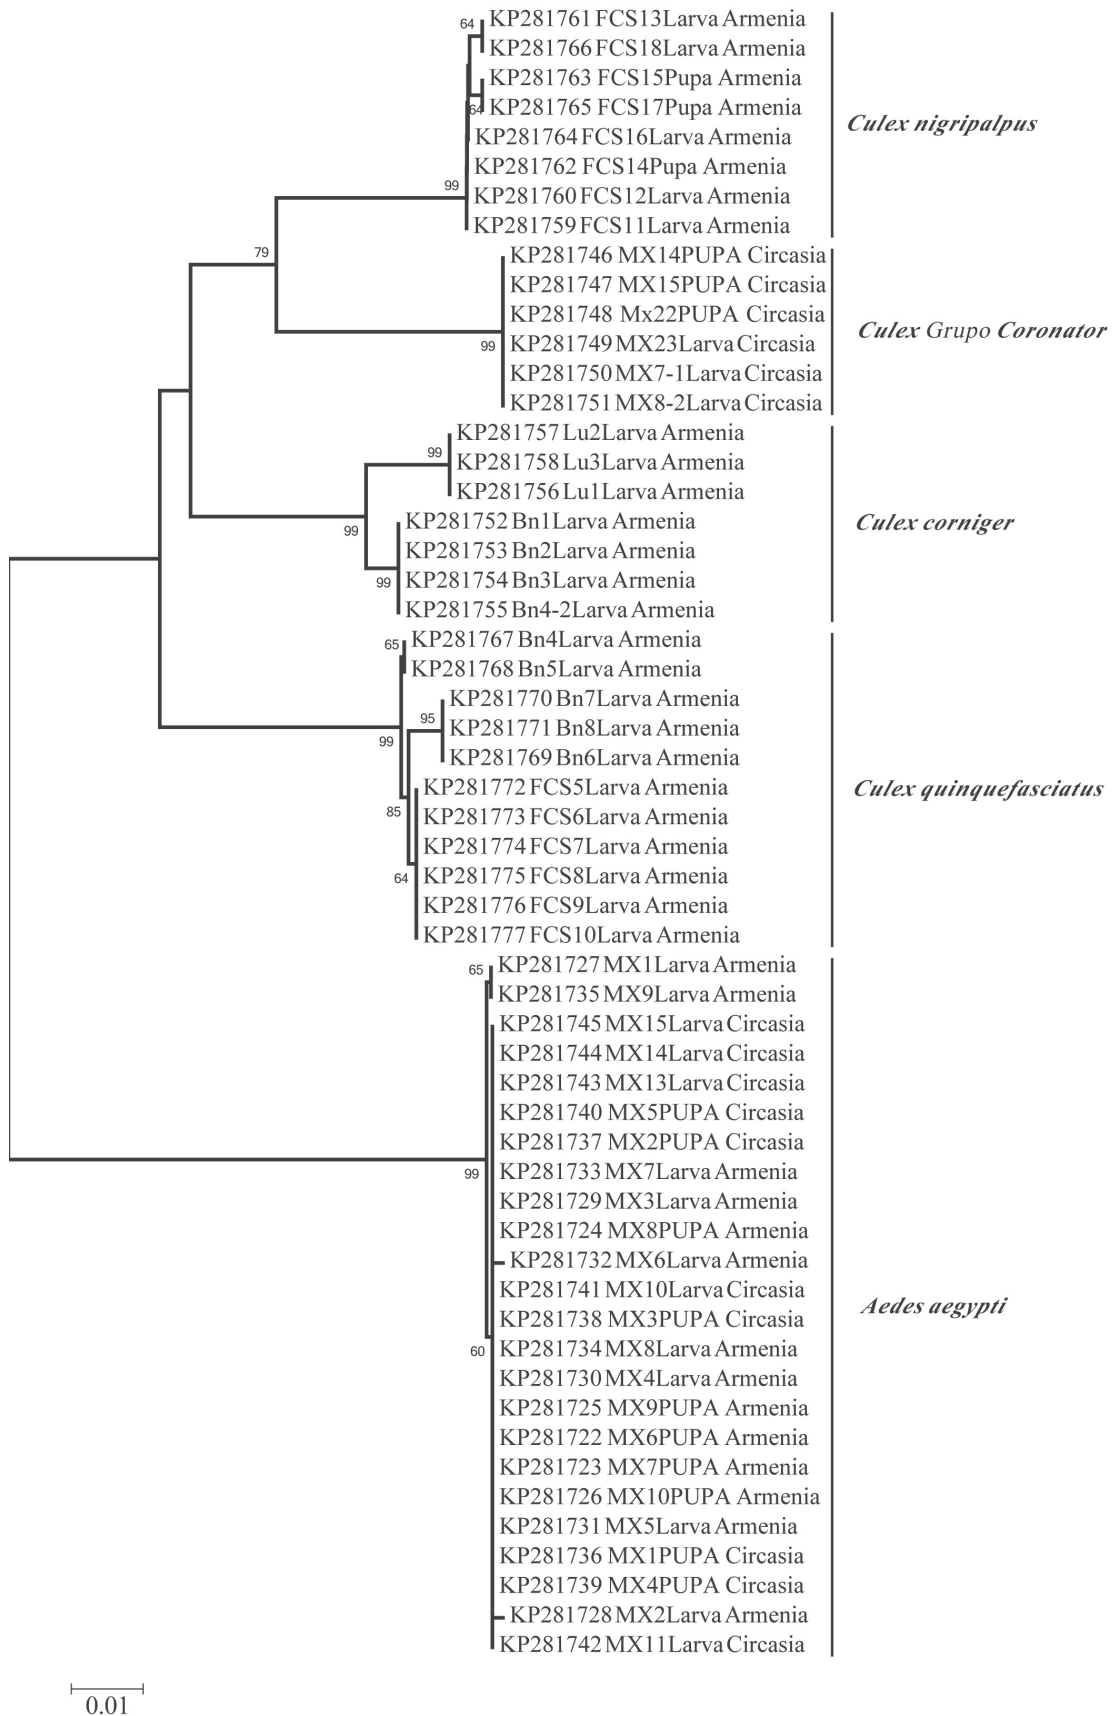 64
KP281761 FCS13Larva Armenia
KP281766 FCS18Larva Armenia
KP281763 FCS15Pupa Armenia
64
KP281765 FCS17Pupa Armenia
KP281764 FCS16Larva Armenia
KP281762 FCS14Pupa Armenia
99
KP281760 FCS12Larva Armenia
KP281759 FCS11Larva Armenia
Culex nigripalpus
79
KP281746 MX14PUPA Circasia
KP281747 MX15PUPA Circasia
KP281748 Mx22PUPA Circasia
99
KP281749 MX23Larva Circasia
KP281750 MX7-1Larva Circasia
KP281751 MX8-2Larva Circasia
Culex Grupo Coronator
KP281757 Lu2Larva Armenia
99
KP281758 Lu3Larva Armenia
KP281756 Lu1Larva Armenia
99
KP281752 Bn1Larva Armenia
KP281753 Bn2Larva Armenia
99
KP281754 Bn3Larva Armenia
KP281755 Bn4-2Larva Armenia
Culex corniger
65
KP281767 Bn4Larva Armenia
KP281768 Bn5Larva Armenia
KP281770 Bn7Larva Armenia
95
99
KP281771 Bn8Larva Armenia
KP281769 Bn6Larva Armenia
KP281772 FCS5Larva Armenia
85
KP281773 FCS6Larva Armenia
KP281774 FCS7Larva Armenia
64
KP281775 FCS8Larva Armenia
KP281776 FCS9Larva Armenia
KP281777 FCS10Larva Armenia
Culex quinquefasciatus
65
KP281727 MX1Larva Armenia
KP281735 MX9Larva Armenia
KP281745 MX15Larva Circasia
KP281744 MX14Larva Circasia
KP281743 MX13Larva Circasia
KP281740 MX5PUPA Circasia
KP281737 MX2PUPA Circasia
99
KP281733 MX7Larva Armenia
KP281729 MX3Larva Armenia
KP281724 MX8PUPA Armenia
KP281732 MX6Larva Armenia
KP281741 MX10Larva Circasia
KP281738 MX3PUPA Circasia
60
KP281734 MX8Larva Armenia
KP281730 MX4Larva Armenia
KP281725 MX9PUPA Armenia
KP281722 MX6PUPA Armenia
KP281723 MX7PUPA Armenia
KP281726 MX10PUPA Armenia
KP281731 MX5Larva Armenia
KP281736 MX1PUPA Circasia
KP281739 MX4PUPA Circasia
KP281728 MX2Larva Armenia
KP281742 MX11Larva Circasia
Aedes aegypti
0.01